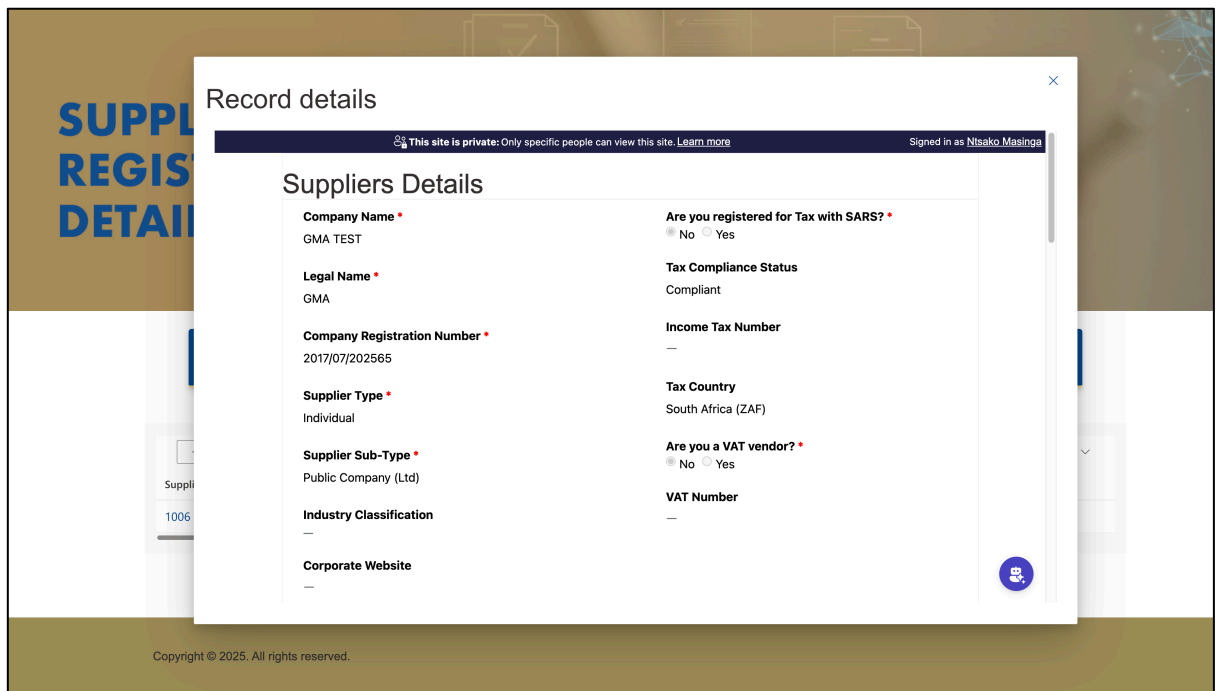 SUPPL
REGIS
DETAI
Record details
This site is private: Only specific people can view this site. Learn more
Signed in as Ntsako Masinga
Suppliers Details
Company Name *
GMA TEST
Legal Name *
GMA
Company Registration Number *
2017/07/202565
Supplier Type *
Individual
Supplier Sub-Type *
Public Company (Ltd)
Industry Classification
—
Corporate Website
—
Are you registered for Tax with SARS? *
No Yes
Tax Compliance Status
Compliant
Income Tax Number
—
Tax Country
South Africa (ZAF)
Are you a VAT vendor? *
No Yes
VAT Number
—
Suppli
1006
Copyright © 2025. All rights reserved.